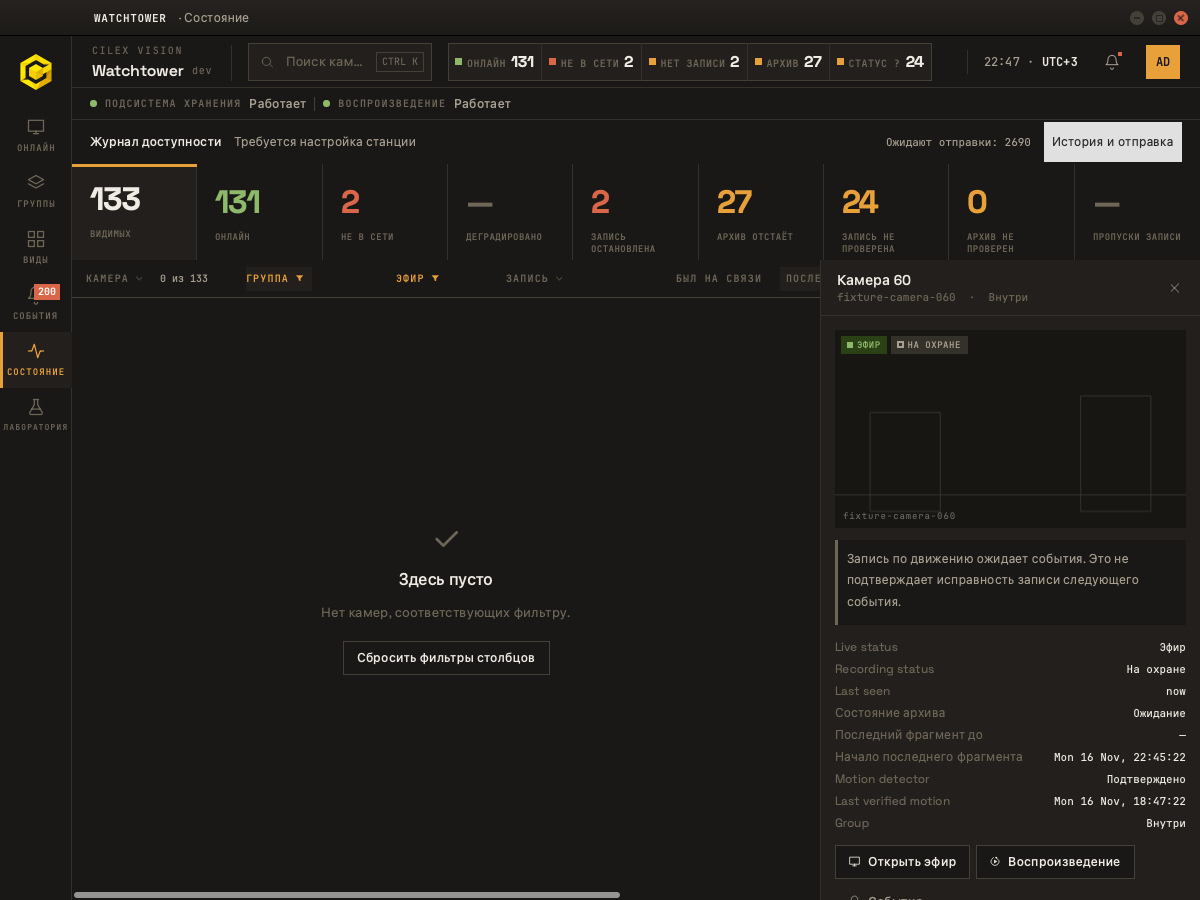 WATCHTOWER · Состояние
CILEX VISION
Watchtower dev
Поиск кам...
CTRL K
ОНЛАЙН 131
НЕ В СЕТИ 2
НЕТ ЗАПИСИ 2
АРХИВ 27
СТАТУС ? 24
22:47 · UTC+3
AD
ПОДСИСТЕМА ХРАНЕНИЯ Работает
ВОСПРОИЗВЕДЕНИЕ Работает
Журнал доступности Требуется настройка станции
Ожидают отправки: 2690
История и отправка
ОНЛАЙН
ГРУППЫ
ВИДЫ
200
СОБЫТИЯ
СОСТОЯНИЕ
ЛАБОРАТОРИЯ
133
ВИДИМЫХ
131
ОНЛАЙН
2
НЕ В СЕТИ
—
ДЕГРАДИРОВАНО
2
ЗАПИСЬ
ОСТАНОВЛЕНА
27
АРХИВ ОТСТАЁТ
24
ЗАПИСЬ НЕ
ПРОВЕРЕНА
0
АРХИВ НЕ
ПРОВЕРЕН
—
ПРОПУСКИ ЗАПИСИ
КАМЕРА 0 из 133 ГРУППА ЭФИР ЗАПИСЬ БЫЛ НА СВЯЗИ ПОСЛЕ
Здесь пусто
Нет камер, соответствующих фильтру.
Сбросить фильтры столбцов
Камера 60
fixture-camera-060 · Внутри
ЭФИР
НА ОХРАНЕ
fixture-camera-060
Запись по движению ожидает события. Это не
подтверждает исправность записи следующего
события.
Live status Эфир
Recording status На охране
Last seen now
Состояние архива Ожидание
Последний фрагмент до —
Начало последнего фрагмента Mon 16 Nov, 22:45:22
Motion detector Подтверждено
Last verified motion Mon 16 Nov, 18:47:22
Group Внутри
Открыть эфир
Воспроизведение